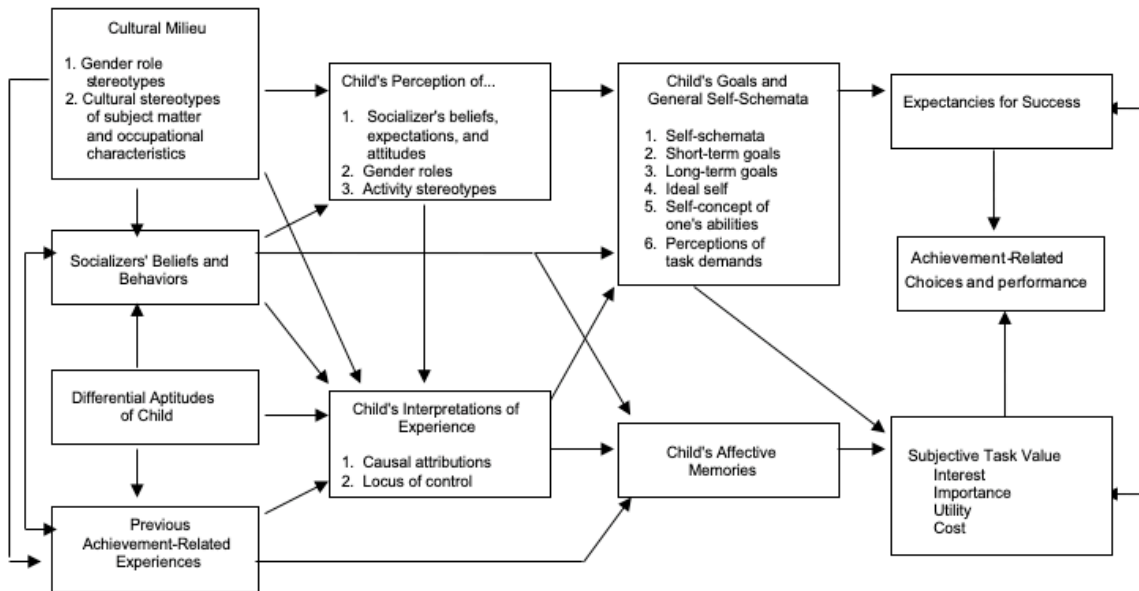 Cultural Milieu
1. Gender role
stereotypes
2. Cultural stereotypes
of subject matter
and occupational
characteristics
Socializers' Beliefs and
Behaviors
Differential Aptitudes
of Child
Previous
Achievement-Related
Experiences
Child's Perception of...
1. Socializer's beliefs,
expectations, and
attitudes
2. Gender roles
3. Activity stereotypes
Child's Interpretations of
Experience
1. Causal attributions
2. Locus of control
Child's Goals and
General Self-Schemata
1. Self-schemata
2. Short-term goals
3. Long-term goals
4. Ideal self
5. Self-concept of
one's abilities
6. Perceptions of
task demands
Child's Affective
Memories
Expectancies for Success
Achievement-Related
Choices and performance
Subjective Task Value
Interest
Importance
Utility
Cost